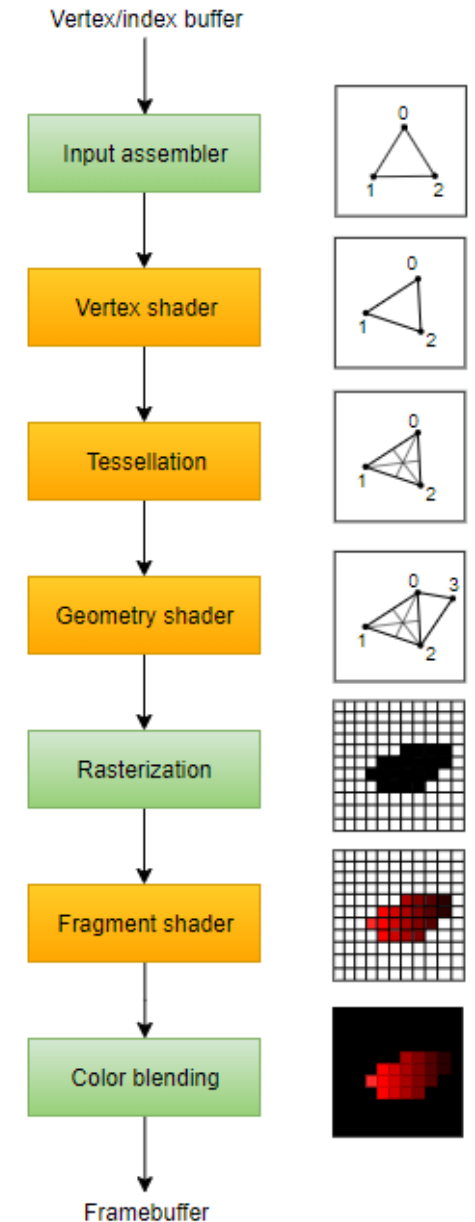 Vertex/index buffer
Input assembler
0
1
2
Vertex shader
0
1
2
Tessellation
0
1
2
Geometry shader
0
3
1
2
Rasterization
Fragment shader
Color blending
Framebuffer